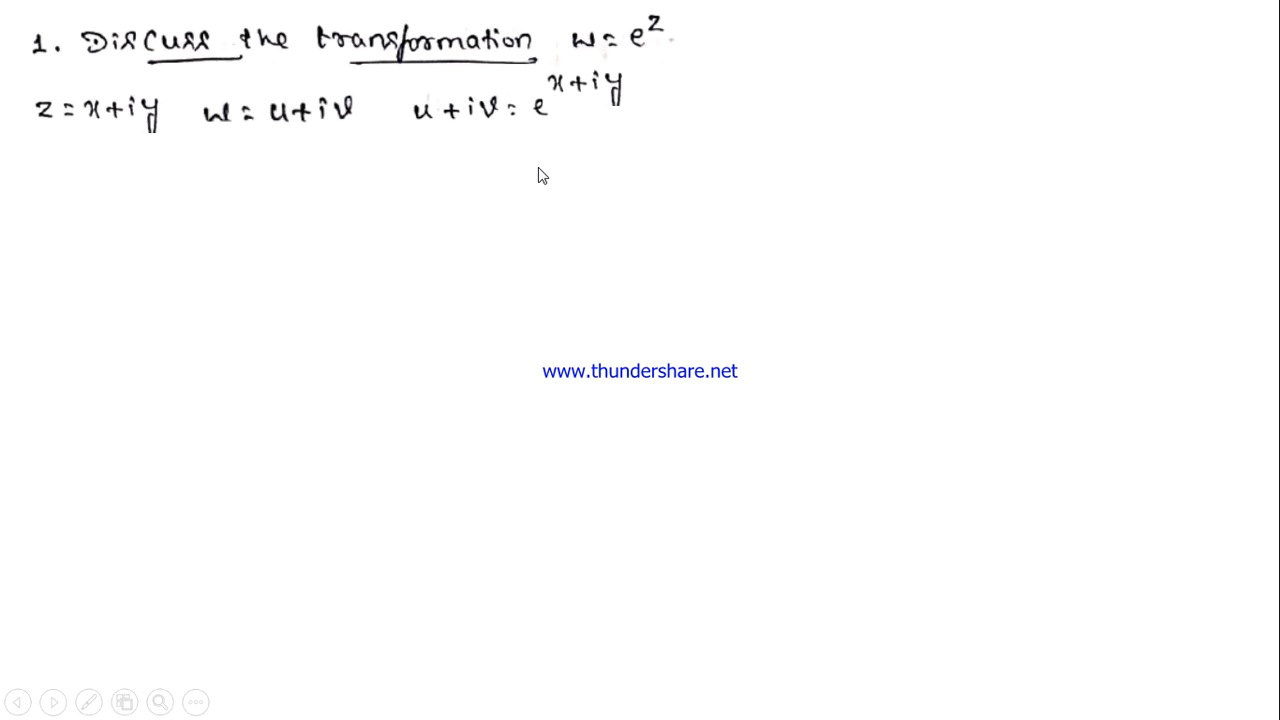 1. Discuss the transformation w = e^z.
z = x+iy w = u+iv u+iv = e^x+iy
www.thundershare.net